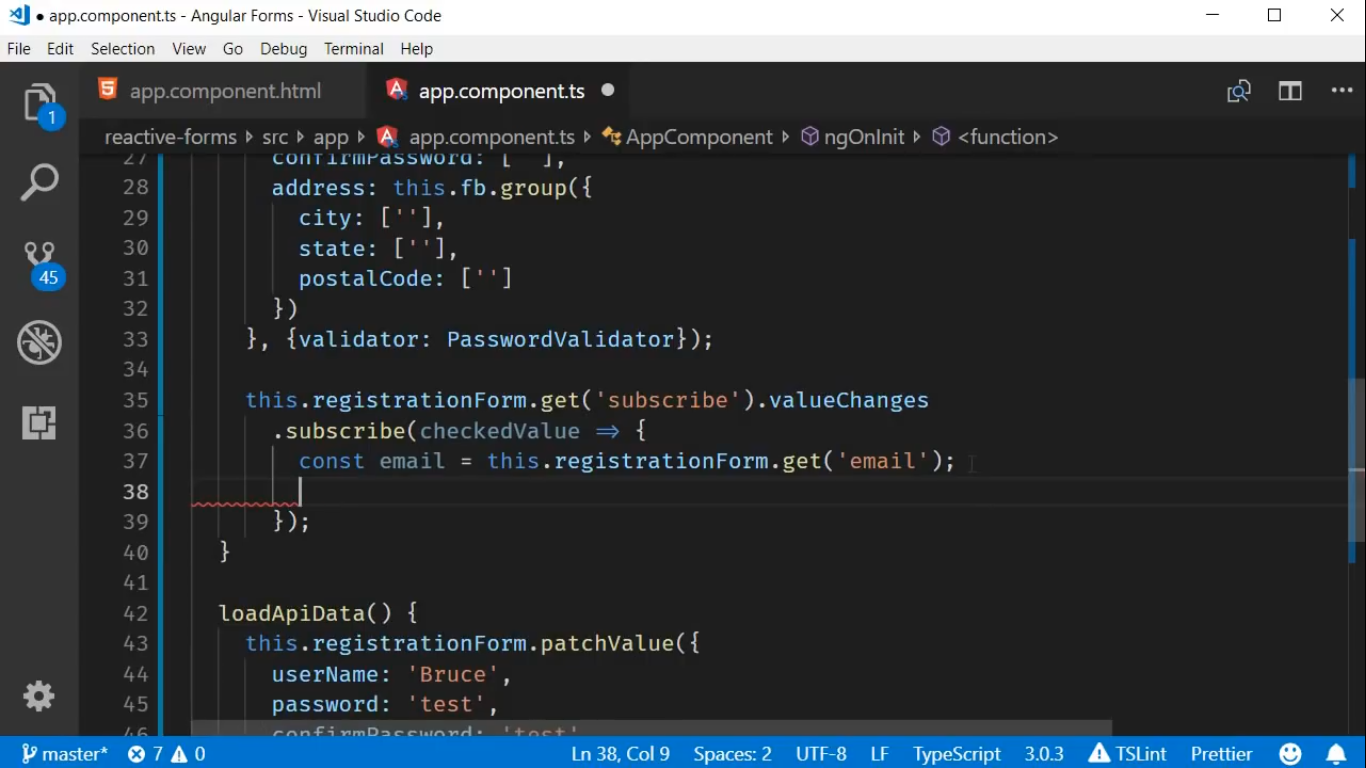 app.component.ts - Angular Forms - Visual Studio Code
File Edit Selection View Go Debug Terminal Help
app.component.html app.component.ts
1
reactive-forms src app app.component.ts AppComponent ngOnInit <function>
27 confirmPassword: [''],
28 address: this.fb.group({
29 city: [''],
30 state: [''],
31 postalCode: ['']
32 })
33 }, {validator: PasswordValidator});
34
35 this.registrationForm.get('subscribe').valueChanges
36 .subscribe(checkedValue => {
37 const email = this.registrationForm.get('email');
38
39 });
40 }
41
42 loadApiData() {
43 this.registrationForm.patchValue({
44 userName: 'Bruce',
45 password: 'test',
46 confirmPassword: 'test'
45
master* 7 0 Ln 38, Col 9 Spaces: 2 UTF-8 LF TypeScript 3.0.3 TSLint Prettier